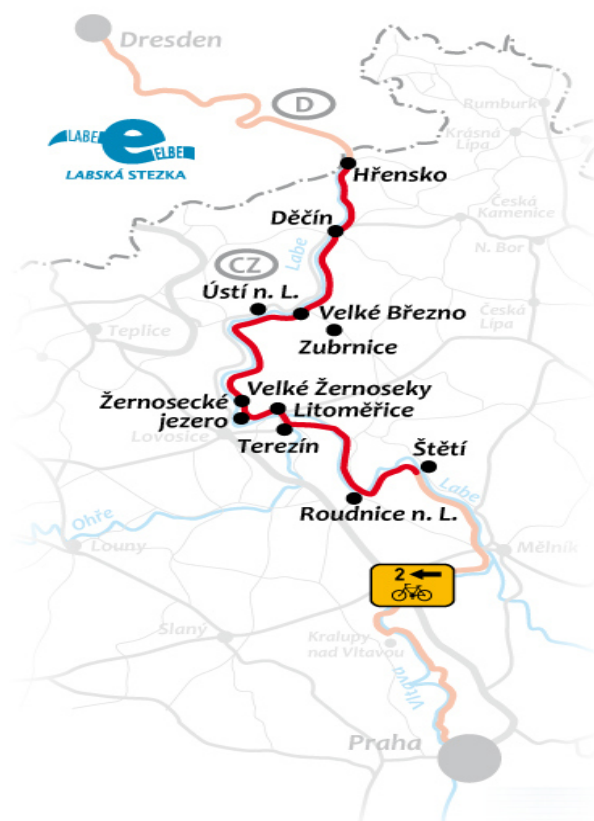 Dresden
D
LABE
e
ELBE
LABSKÁ STEZKA
Rumburk
Krásná
Lípa
Hřensko
Děčín
Česká
Kamenice
N. Bor
Labe
CZ
Ústí n. L.
Velké Březno
Česká
Lípa
Teplice
Zubrnice
Velké Žernoseky
Žernosecké
jezero
Litoměřice
Lovosice
Terezín
Štětí
Labe
Roudnice n. L.
Ohře
Louny
Mělník
2
Slaný
Kralupy
nad Vltavou
Vltava
Praha